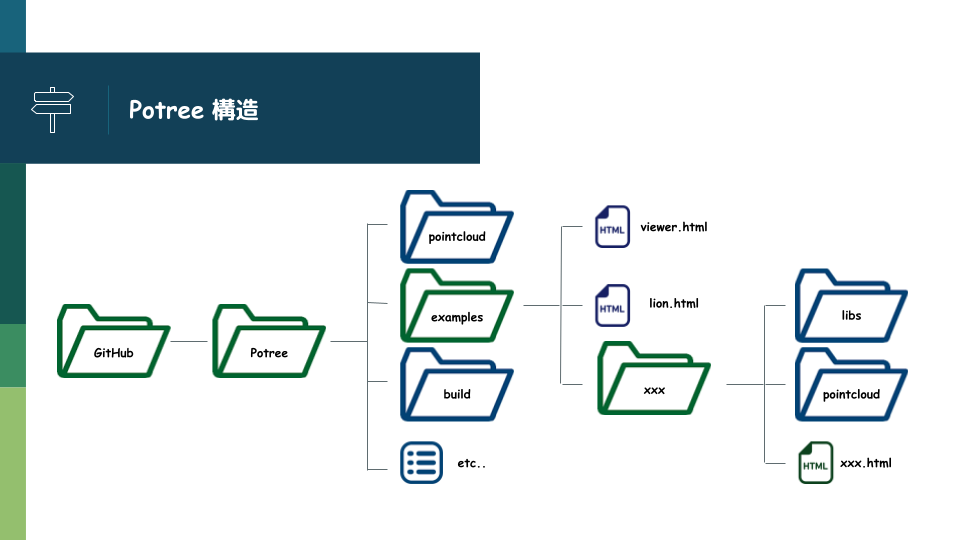 Potree 構造
GitHub
Potree
pointcloud
examples
build
etc..
HTML
viewer.html
HTML
lion.html
xxx
libs
pointcloud
HTML
xxx.html